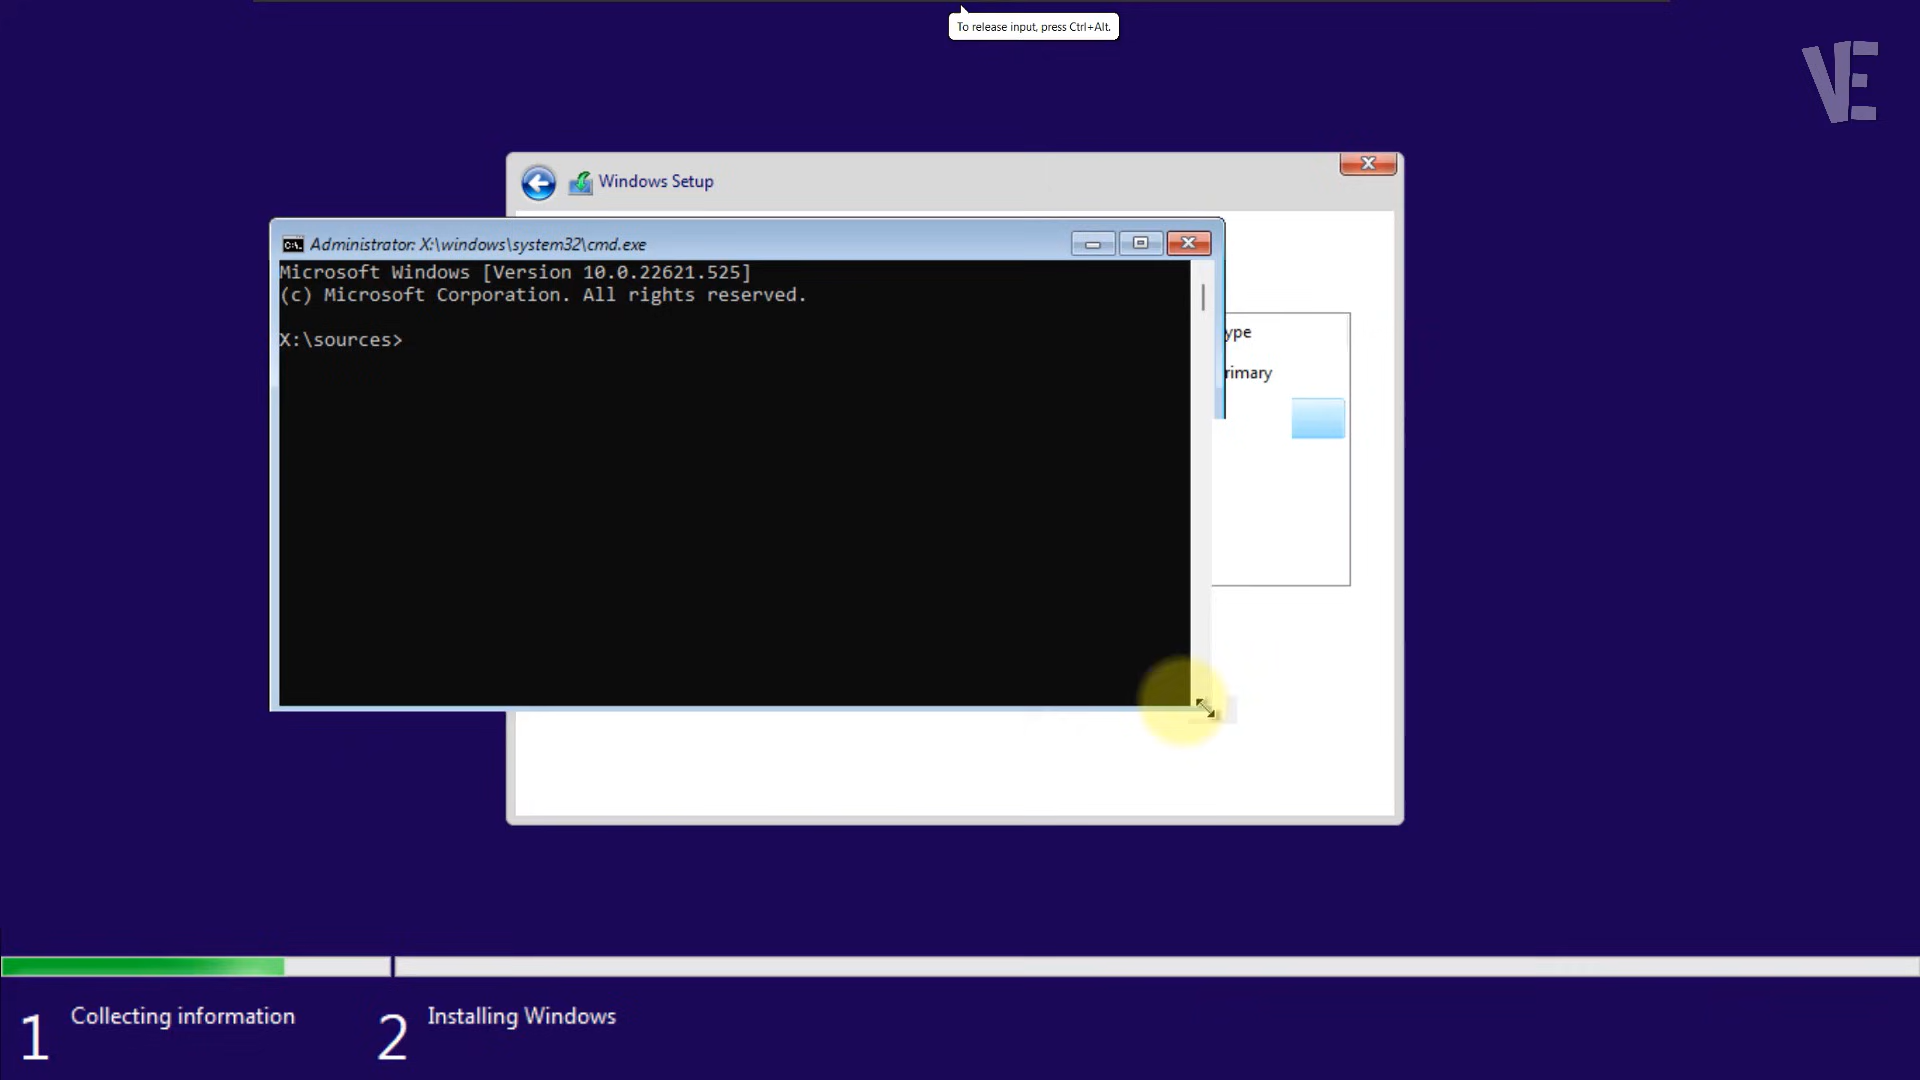 To release input, press Ctrl+Alt.
VE
Windows Setup
Administrator: X:\windows\system32\cmd.exe
Microsoft Windows [Version 10.0.22621.525]
(c) Microsoft Corporation. All rights reserved.
X:\sources>
ype
rimary
1 Collecting information
2 Installing Windows